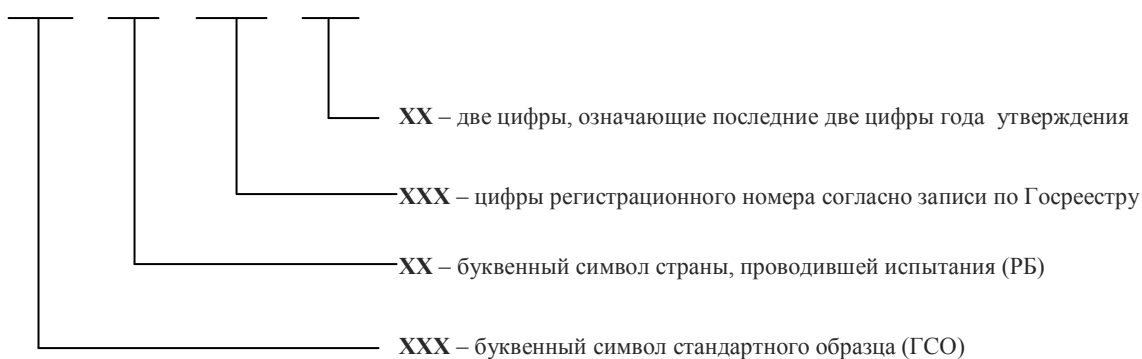 ХХ – две цифры, означающие последние две цифры года утверждения
ХХХ – цифры регистрационного номера согласно записи по Госреестру
ХХ – буквенный символ страны, проводившей испытания (РБ)
ХХХ – буквенный символ стандартного образца (ГСО)